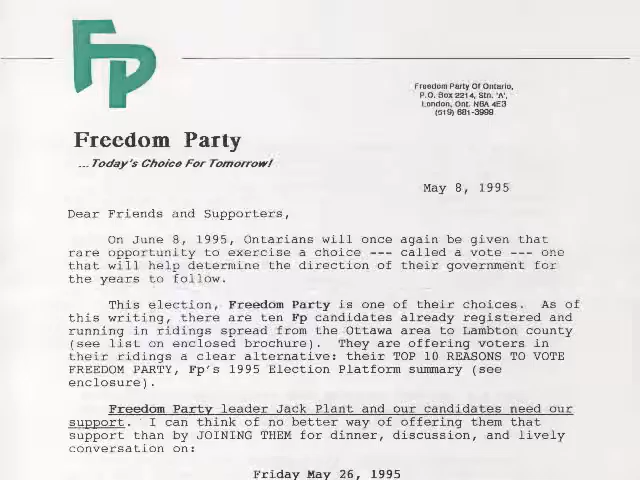 Fp
Freedom Party Of Ontario,
P.O. Box 2214, Stn. 'A',
London, Ont. N6A 4E3
(519) 681-3999
Freedom Party
...Today's Choice For Tomorrow!
May 8, 1995
Dear Friends and Supporters,
On June 8, 1995, Ontarians will once again be given that
rare opportunity to exercise a choice --- called a vote --- one
that will help determine the direction of their government for
the years to follow.
This election, Freedom Party is one of their choices. As of
this writing, there are ten Fp candidates already registered and
running in ridings spread from the Ottawa area to Lambton county
(see list on enclosed brochure). They are offering voters in
their ridings a clear alternative: their TOP 10 REASONS TO VOTE
FREEDOM PARTY, Fp's 1995 Election Platform summary (see
enclosure).
Freedom Party leader Jack Plant and our candidates need our
support. I can think of no better way of offering them that
support than by JOINING THEM for dinner, discussion, and lively
conversation on:
Friday May 26, 1995